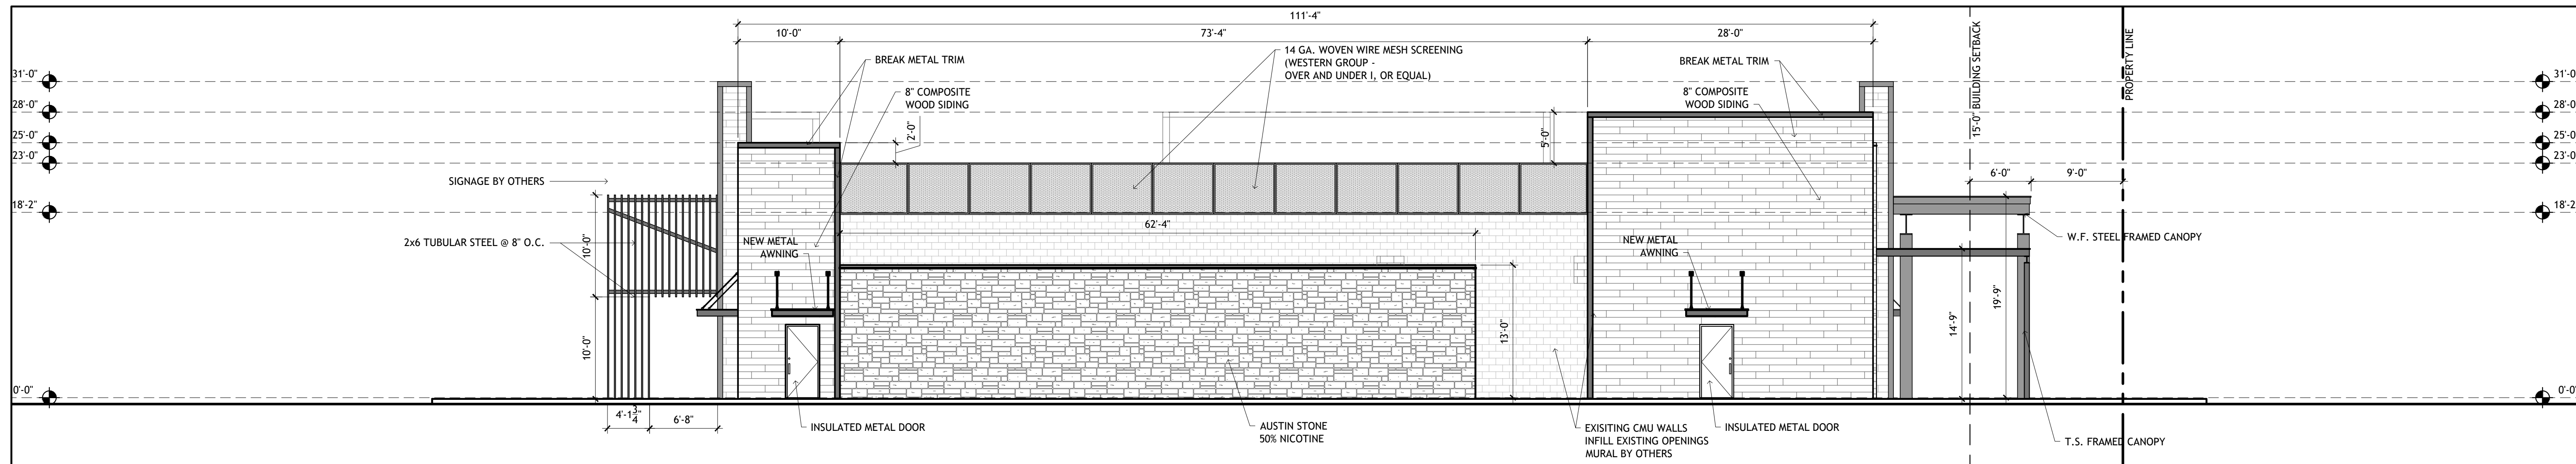 111'-4"
10'-0"
73'-4"
28'-0"
14 GA. WOVEN WIRE MESH SCREENING
(WESTERN GROUP -
OVER AND UNDER I, OR EQUAL)
BREAK METAL TRIM
BREAK METAL TRIM
8" COMPOSITE
WOOD SIDING
8" COMPOSITE
WOOD SIDING
15'-0" BUILDING SETBACK
PROPERTY LINE
31'-0"
28'-0"
25'-0"
23'-0"
18'-2"
0'-0"
31'-0
28'-0
25'-0
23'-0
18'-2
0'-0
2'-0"
5'-0"
6'-0"
9'-0"
SIGNAGE BY OTHERS
2x6 TUBULAR STEEL @ 8" O.C.
10'-0"
10'-0"
NEW METAL
AWNING
62'-4"
NEW METAL
AWNING
W.F. STEEL FRAMED CANOPY
13'-0"
14'-9"
19'-9"
4'-1 3/4"
6'-8"
INSULATED METAL DOOR
AUSTIN STONE
50% NICOTINE
EXISITING CMU WALLS
INFILL EXISTING OPENINGS
MURAL BY OTHERS
INSULATED METAL DOOR
T.S. FRAMED CANOPY